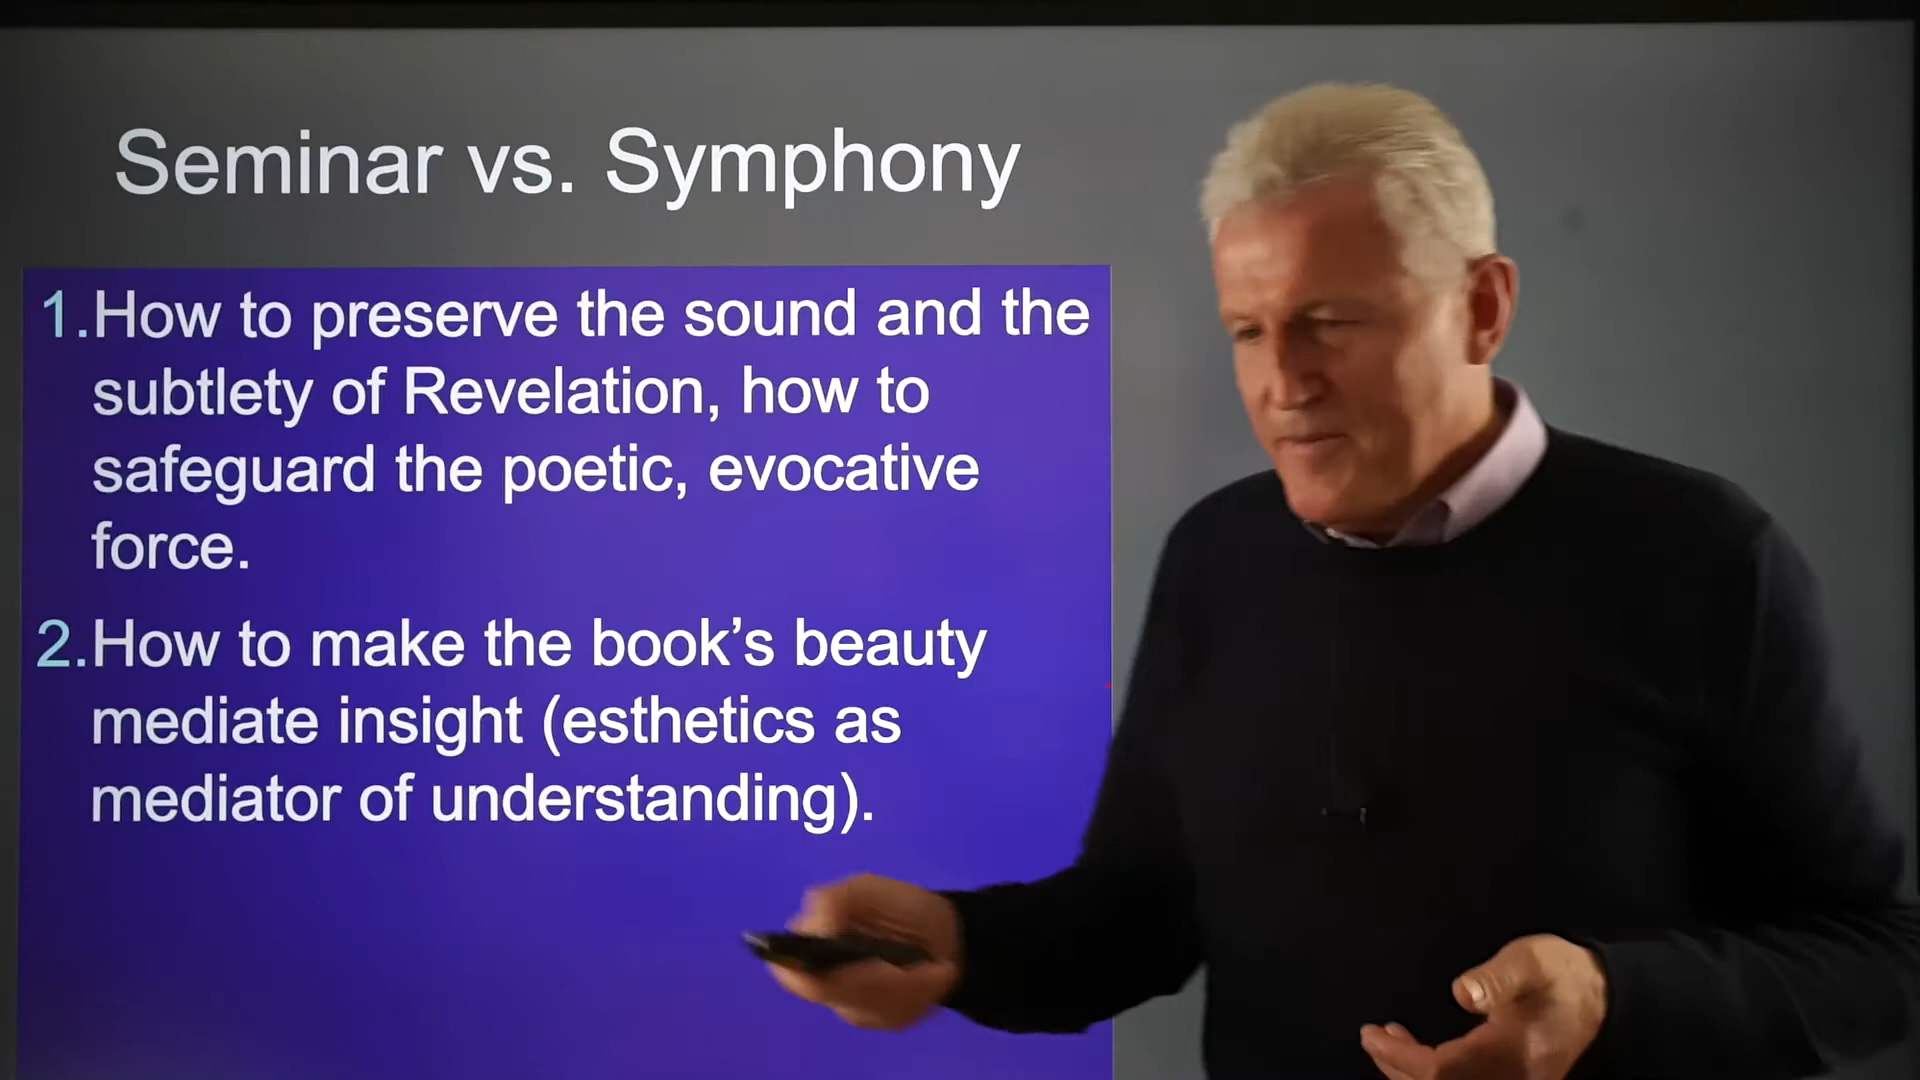 Seminar vs. Symphony
1.How to preserve the sound and the
subtlety of Revelation, how to
safeguard the poetic, evocative
force.
2.How to make the book's beauty
mediate insight (esthetics as
mediator of understanding).